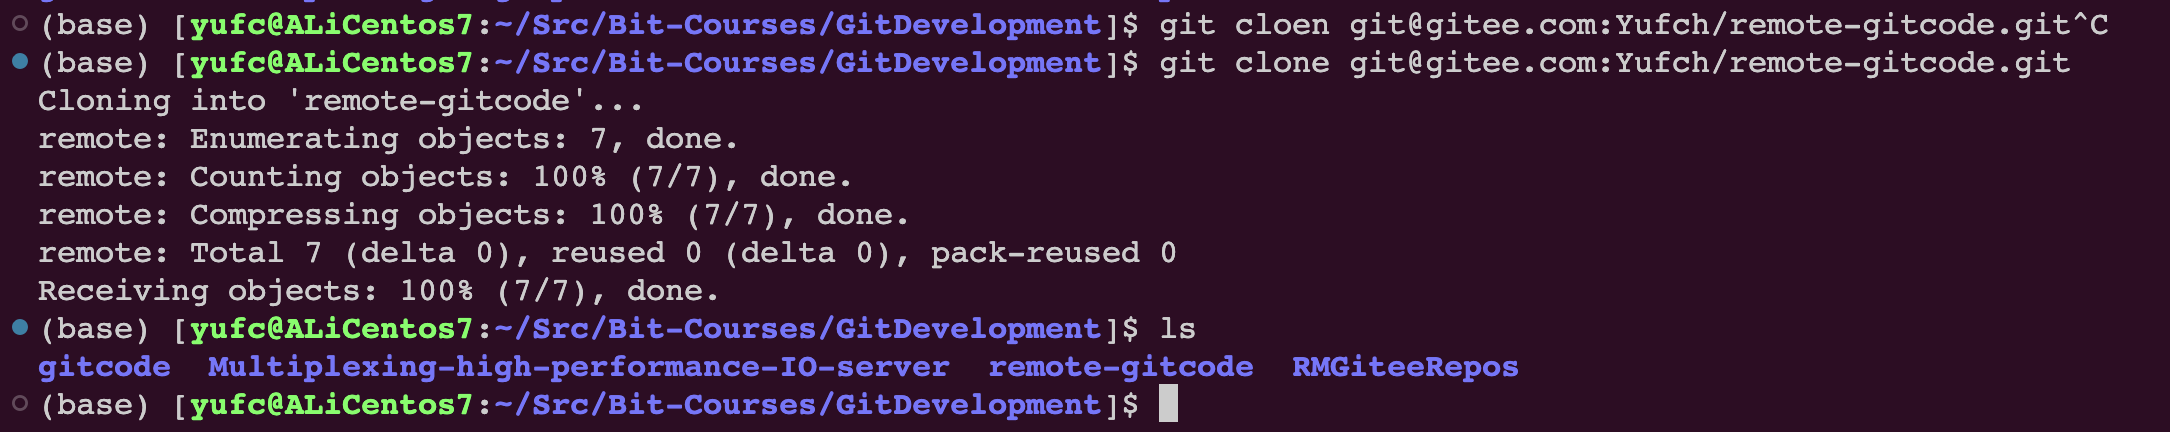 (base) [yufc@ALiCentos7:~/Src/Bit-Courses/GitDevelopment]$ git cloen git@gitee.com:Yufch/remote-gitcode.git^C
(base) [yufc@ALiCentos7:~/Src/Bit-Courses/GitDevelopment]$ git clone git@gitee.com:Yufch/remote-gitcode.git
Cloning into 'remote-gitcode'...
remote: Enumerating objects: 7, done.
remote: Counting objects: 100% (7/7), done.
remote: Compressing objects: 100% (7/7), done.
remote: Total 7 (delta 0), reused 0 (delta 0), pack-reused 0
Receiving objects: 100% (7/7), done.
(base) [yufc@ALiCentos7:~/Src/Bit-Courses/GitDevelopment]$ ls
gitcode  Multiplexing-high-performance-IO-server  remote-gitcode  RMGiteeRepos
(base) [yufc@ALiCentos7:~/Src/Bit-Courses/GitDevelopment]$